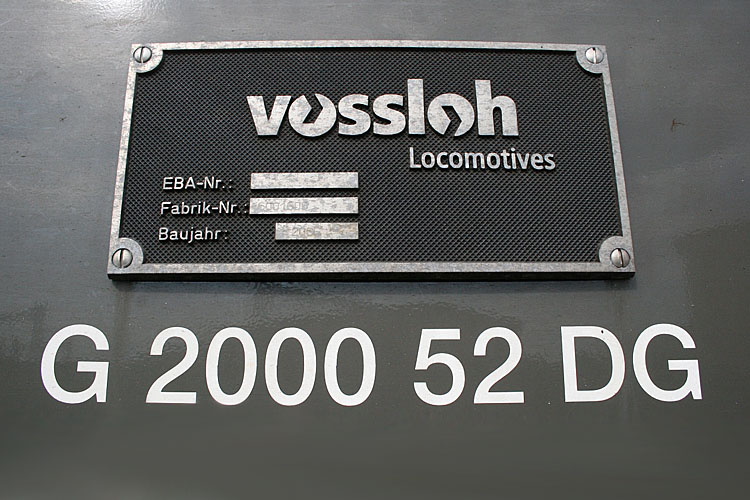 vossloh
Locomotives
EBA-Nr.:
Fabrik-Nr.:
Baujahr:
G 2000 52 DG